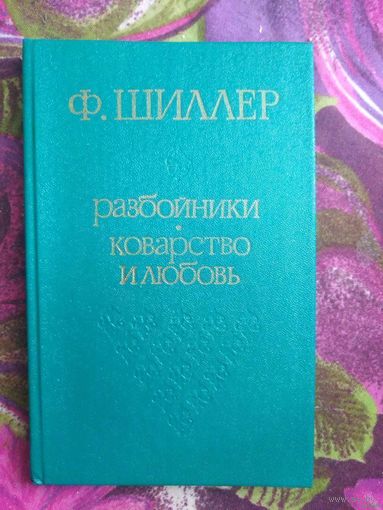 Ф. ШИЛЛЕР
разбойники
коварство
и любовь